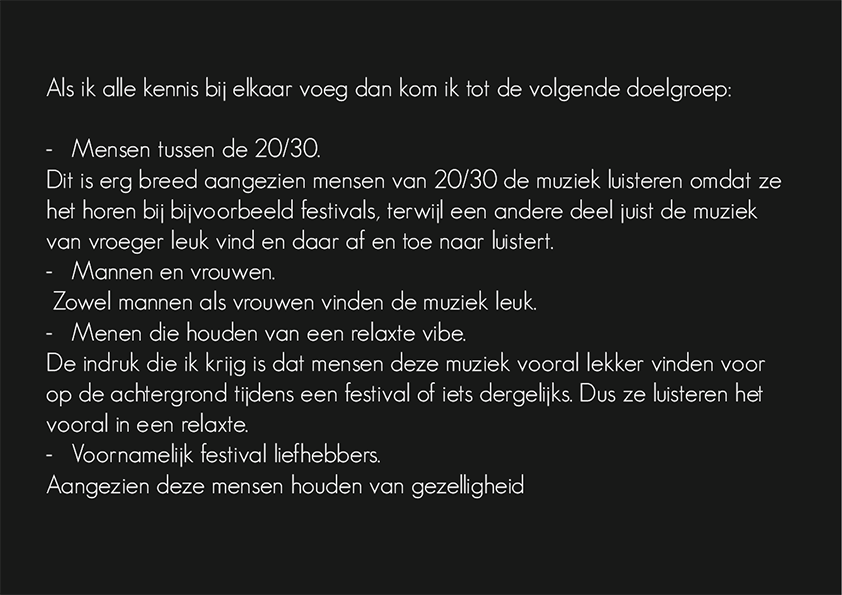 Als ik alle kennis bij elkaar voeg dan kom ik tot de volgende doelgroep:
- Mensen tussen de 20/30.
Dit is erg breed aangezien mensen van 20/30 de muziek luisteren omdat ze
het horen bij bijvoorbeeld festivals, terwijl een andere deel juist de muziek
van vroeger leuk vind en daar af en toe naar luistert.
- Mannen en vrouwen.
Zowel mannen als vrouwen vinden de muziek leuk.
- Menen die houden van een relaxte vibe.
De indruk die ik krijg is dat mensen deze muziek vooral lekker vinden voor
op de achtergrond tijdens een festival of iets dergelijks. Dus ze luisteren het
vooral in een relaxte.
- Voornamelijk festival liefhebbers.
Aangezien deze mensen houden van gezelligheid